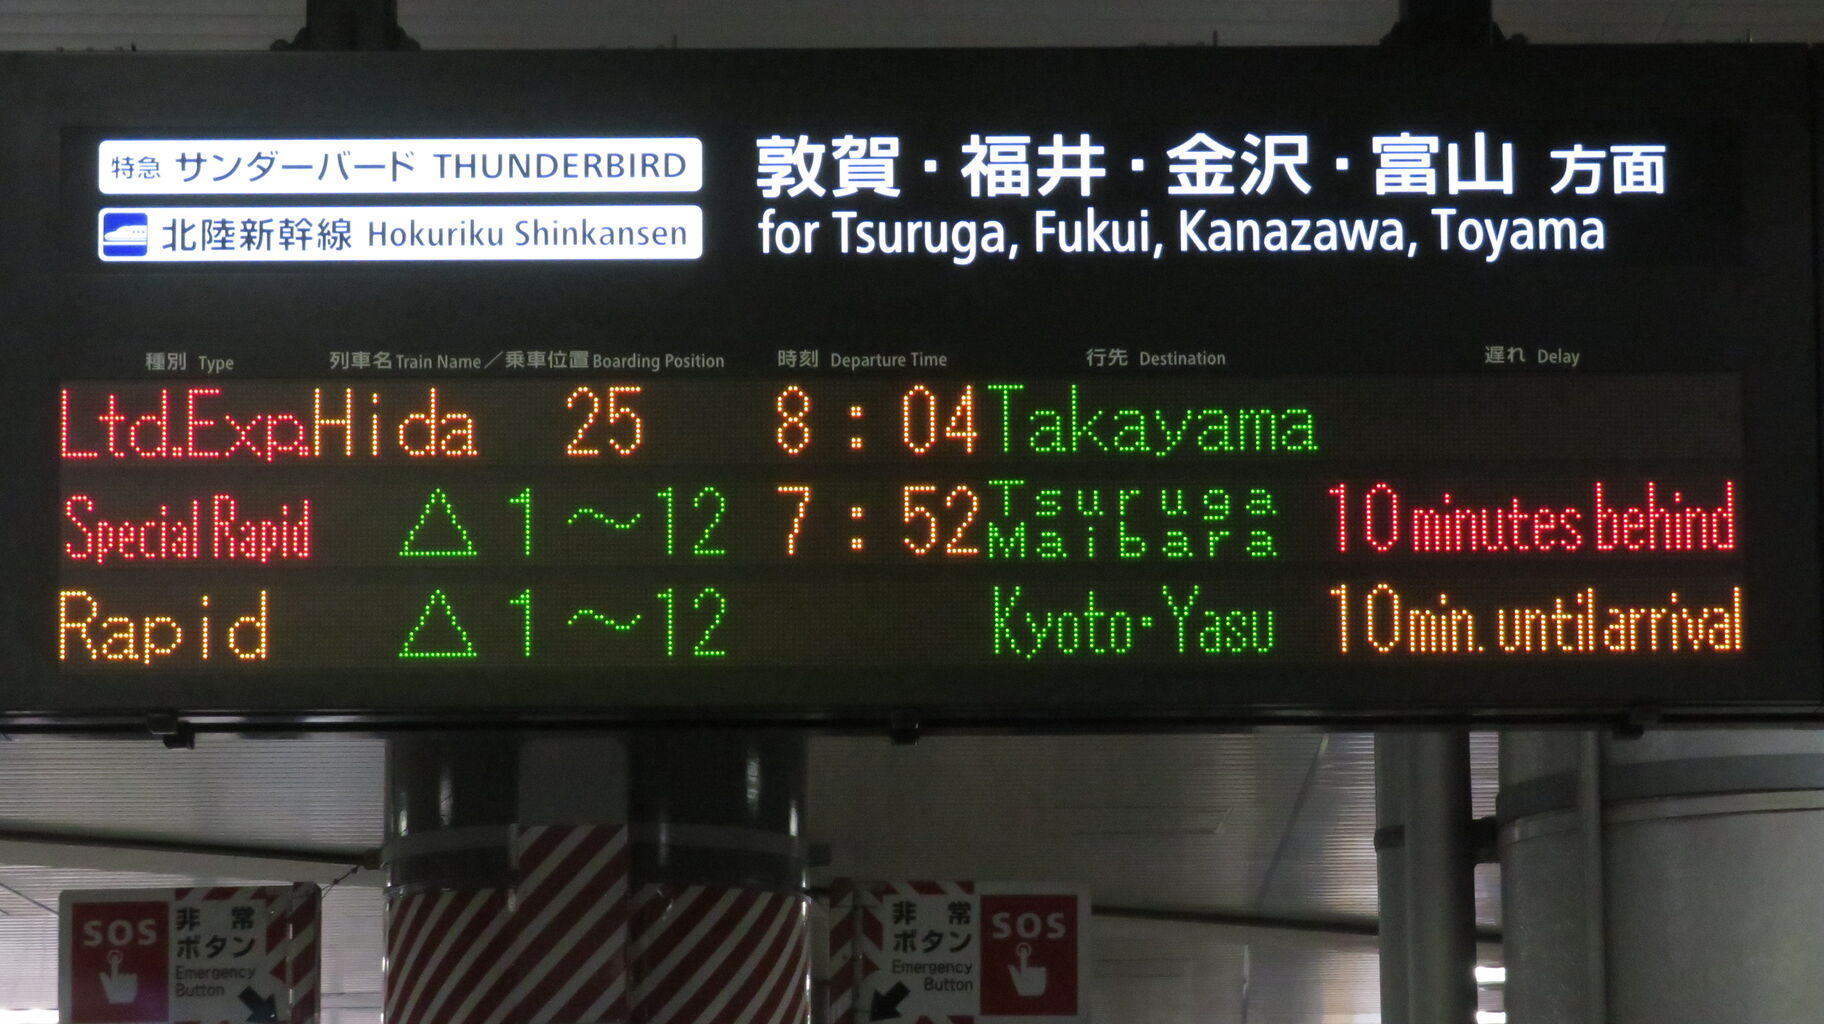 特急 サンダーバード THUNDERBIRD
北陸新幹線 Hokuriku Shinkansen
敦賀・福井・金沢・富山 方面
for Tsuruga, Fukui, Kanazawa, Toyama
種別 Type 列車名 Train Name／乗車位置 Boarding Position 時刻 Departure Time 行先 Destination 遅れ Delay
Ltd.Exp. Hida 25 8:04 Takayama
Special Rapid △ 1～12 7:52 Tsuruga Maibara 10 minutes behind
Rapid △ 1～12 Kyoto・Yasu 10 min. until arrival
SOS
非常
ボタン
Emergency
Button
非常
ボタン
Emergency
Button
SOS